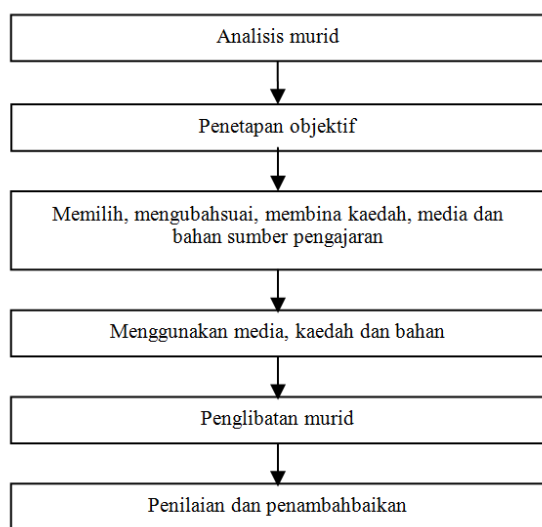 Analisis murid
Penetapan objektif
Memilih, mengubahsuai, membina kaedah, media dan
bahan sumber pengajaran
Menggunakan media, kaedah dan bahan
Penglibatan murid
Penilaian dan penambahbaikan